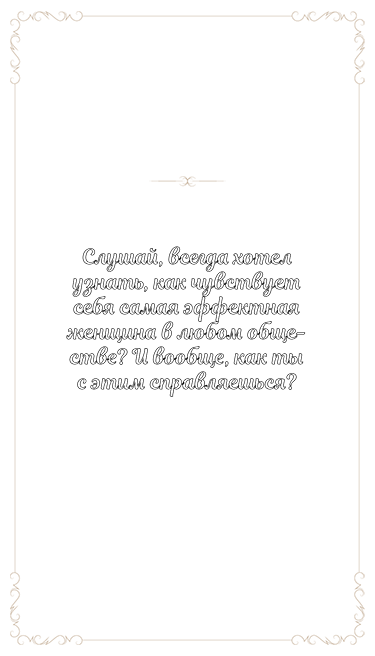 Слушай, всегда хотел
узнать, как чувствует
себя самая эффектная
женщина в любом обще-
стве? И вообще, как ты
с этим справляешься?